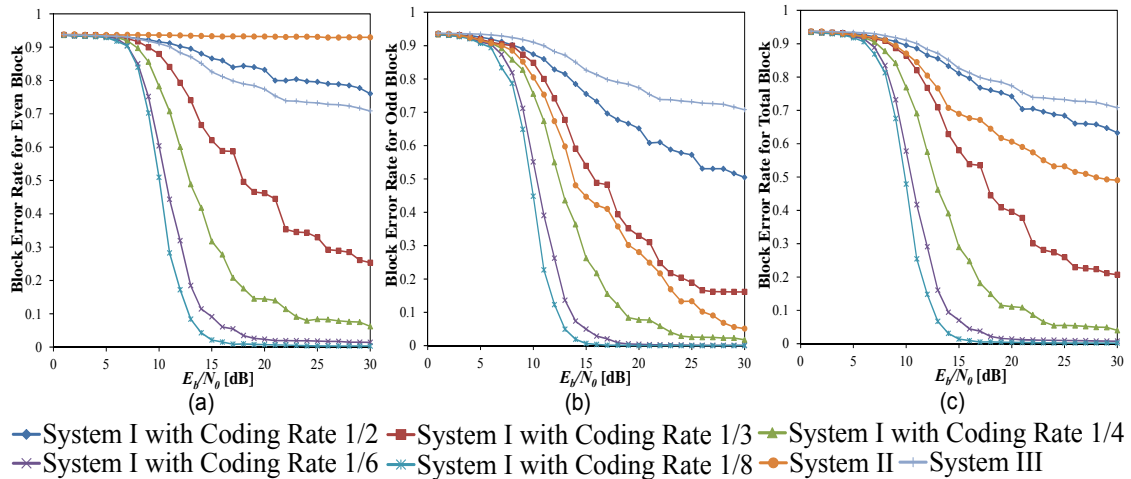 Block Error Rate for Even Block
1
0.9
0.8
0.7
0.6
0.5
0.4
0.3
0.2
0.1
0
0 5 10 15 20 25 30
E_b/N_0 [dB]
(a)
Block Error Rate for Odd Block
1
0.9
0.8
0.7
0.6
0.5
0.4
0.3
0.2
0.1
0
0 5 10 15 20 25 30
E_b/N_0 [dB]
(b)
Block Error Rate for Total Block
1
0.9
0.8
0.7
0.6
0.5
0.4
0.3
0.2
0.1
0
0 5 10 15 20 25 30
E_b/N_0 [dB]
(c)
System I with Coding Rate 1/2 System I with Coding Rate 1/3 System I with Coding Rate 1/4
System I with Coding Rate 1/6 System I with Coding Rate 1/8 System II System III